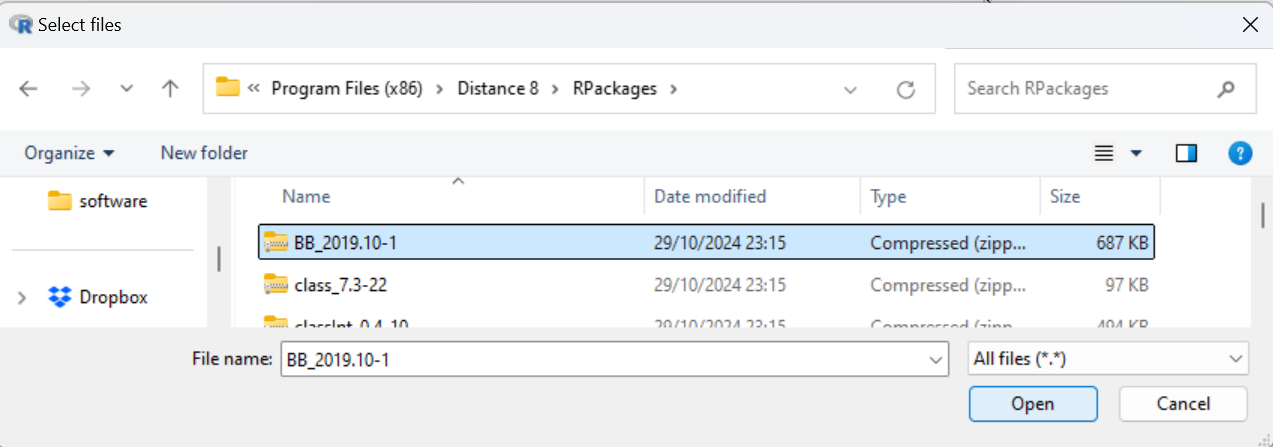 Select files
« Program Files (x86) > Distance 8 > RPackages >
Search RPackages
Organize
New folder
software
Dropbox
Name Date modified Type Size
BB_2019.10-1 29/10/2024 23:15 Compressed (zipp... 687 KB
class_7.3-22 29/10/2024 23:15 Compressed (zipp... 97 KB
classInt_0.4-10 29/10/2024 23:15 Compressed (zipp... 494 KB
File name: BB_2019.10-1
All files (*.*)
Open
Cancel